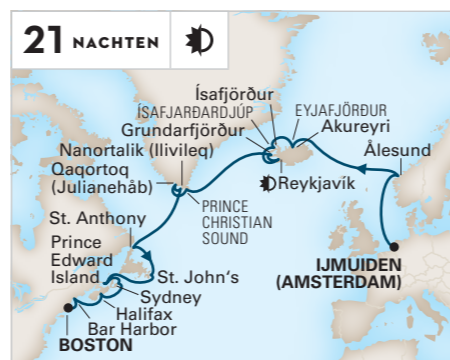 21 NACHTEN
Ísafjörður
ÍSAFJARÐARDJÚP
EYJAFJÖRÐUR
Grundarfjörður
Akureyri
Nanortalik (Ilivileq)
Ålesund
Qaqortoq
(Julianehåb)
Reykjavík
PRINCE
CHRISTIAN
SOUND
St. Anthony
Prince
Edward
Island
St. John's
IJMUIDEN
(AMSTERDAM)
Sydney
Halifax
Bar Harbor
BOSTON